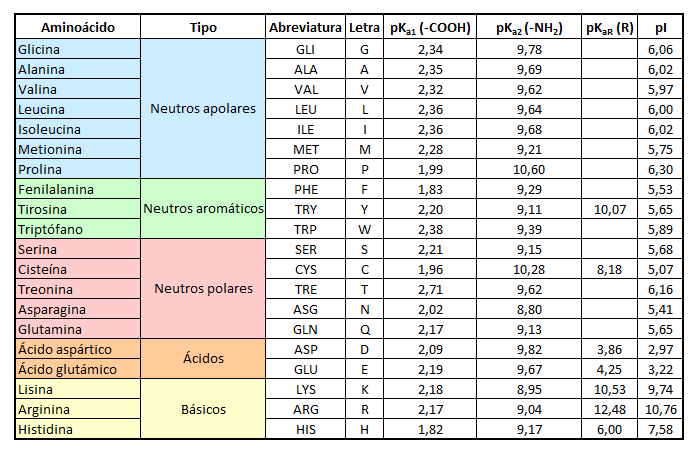 Aminoácido Tipo Abreviatura Letra pKa1 (-COOH) pKa2 (-NH2) pKaR (R) pI
Glicina GLI G 2,34 9,78 6,06
Alanina ALA A 2,35 9,69 6,02
Valina VAL V 2,32 9,62 5,97
Leucina Neutros apolares LEU L 2,36 9,64 6,00
Isoleucina ILE I 2,36 9,68 6,02
Metionina MET M 2,28 9,21 5,75
Prolina PRO P 1,99 10,60 6,30
Fenilalanina PHE F 1,83 9,29 5,53
Tirosina Neutros aromáticos TRY Y 2,20 9,11 10,07 5,65
Triptófano TRP W 2,38 9,39 5,89
Serina SER S 2,21 9,15 5,68
Cisteína CYS C 1,96 10,28 8,18 5,07
Treonina Neutros polares TRE T 2,71 9,62 6,16
Asparagina ASG N 2,02 8,80 5,41
Glutamina GLN Q 2,17 9,13 5,65
Ácido aspártico Ácidos ASP D 2,09 9,82 3,86 2,97
Ácido glutámico GLU E 2,19 9,67 4,25 3,22
Lisina LYS K 2,18 8,95 10,53 9,74
Arginina Básicos ARG R 2,17 9,04 12,48 10,76
Histidina HIS H 1,82 9,17 6,00 7,58